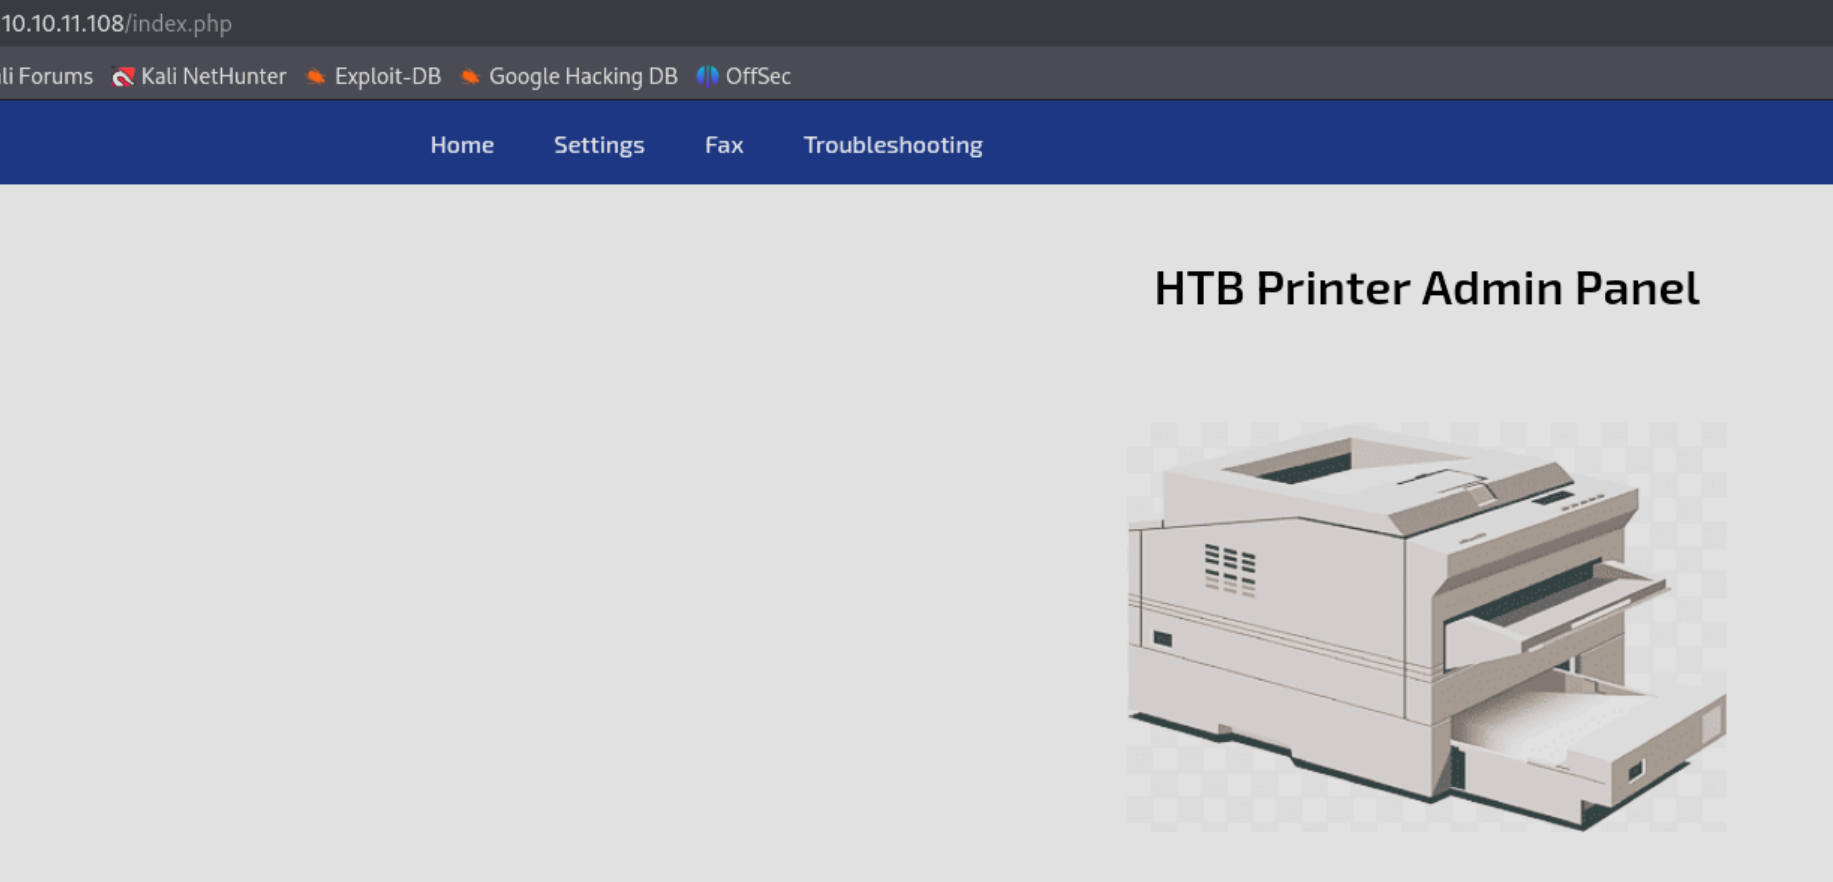 10.10.11.108/index.php
li Forums Kali NetHunter Exploit-DB Google Hacking DB OffSec
Home Settings Fax Troubleshooting
HTB Printer Admin Panel